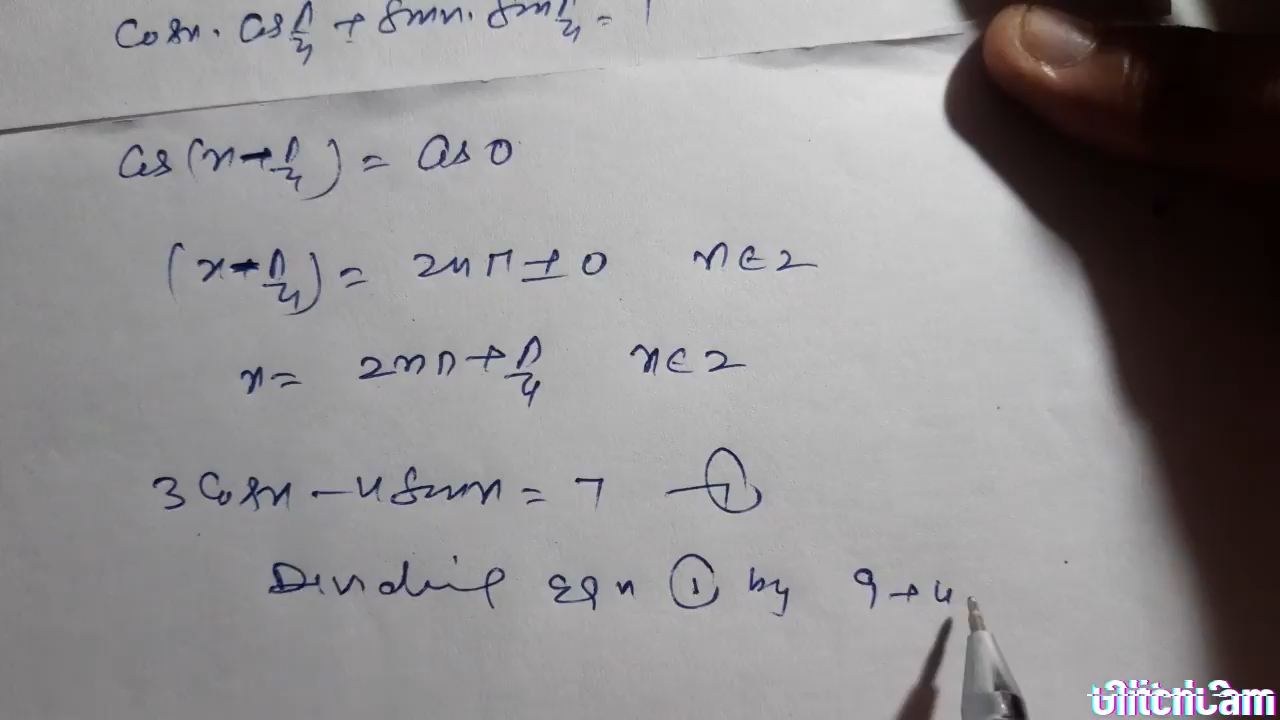 Cosx. Cos π/4 + Sinx. Sin π/4 = 1
Cos(x-π/4) = Cos 0
(x-π/4) = 2nπ ± 0 n∈Z
x = 2nπ + π/4 n∈Z
3 Cosx - 4 Sinx = 7 — ①
Dividing eqn ① by 9+4
GlitchCam